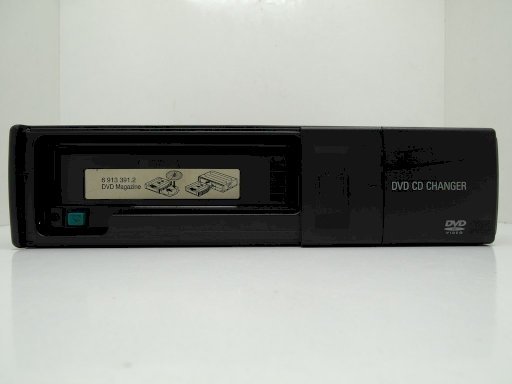 6 913 391.2
DVD Magazine
DVD CD CHANGER
DVD
VIDEO